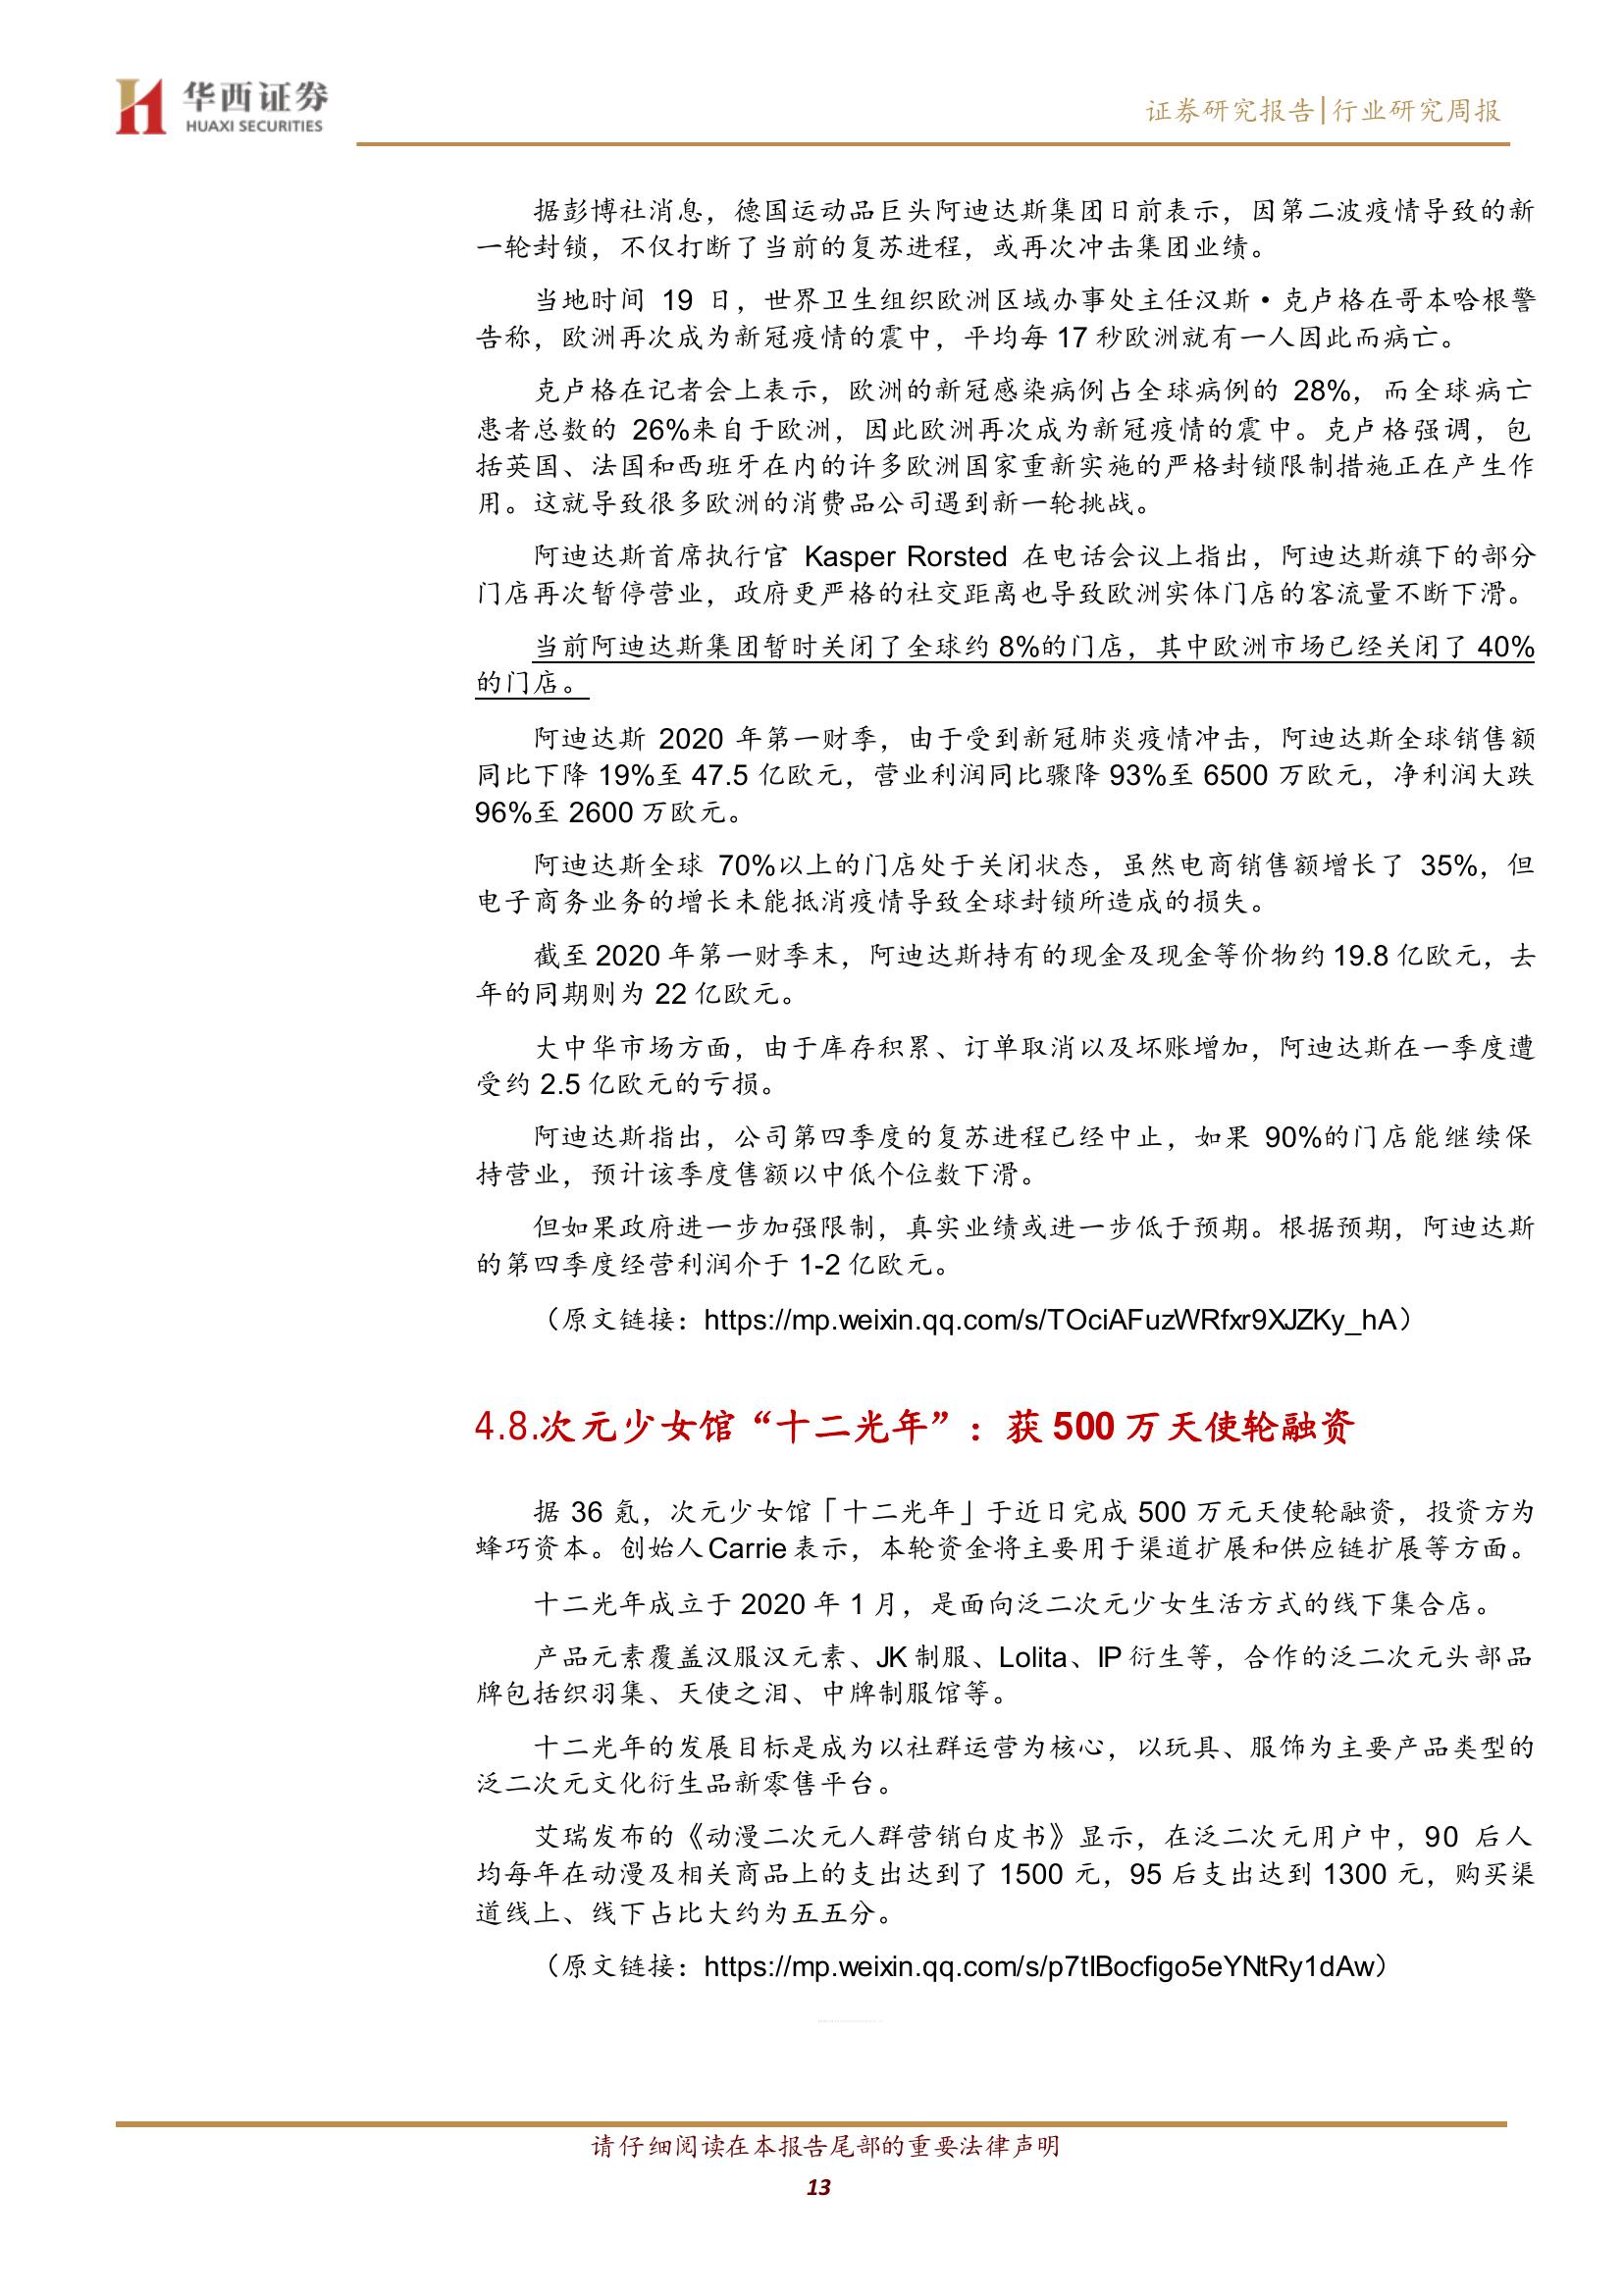 华西证券
HUAXI SECURITIES
证券研究报告|行业研究周报
据彭博社消息，德国运动品巨头阿迪达斯集团日前表示，因第二波疫情导致的新
一轮封锁，不仅打断了当前的复苏进程，或再次冲击集团业绩。
当地时间 19 日，世界卫生组织欧洲区域办事处主任汉斯·克卢格在哥本哈根警
告称，欧洲再次成为新冠疫情的震中，平均每 17 秒欧洲就有一人因此而病亡。
克卢格在记者会上表示，欧洲的新冠感染病例占全球病例的 28%，而全球病亡
患者总数的 26%来自于欧洲，因此欧洲再次成为新冠疫情的震中。克卢格强调，包
括英国、法国和西班牙在内的许多欧洲国家重新实施的严格封锁限制措施正在产生作
用。这就导致很多欧洲的消费品公司遇到新一轮挑战。
阿迪达斯首席执行官 Kasper Rorsted 在电话会议上指出，阿迪达斯旗下的部分
门店再次暂停营业，政府更严格的社交距离也导致欧洲实体门店的客流量不断下滑。
当前阿迪达斯集团暂时关闭了全球约 8%的门店，其中欧洲市场已经关闭了 40%
的门店。
阿迪达斯 2020 年第一财季，由于受到新冠肺炎疫情冲击，阿迪达斯全球销售额
同比下降 19%至 47.5 亿欧元，营业利润同比骤降 93%至 6500 万欧元，净利润大跌
96%至 2600 万欧元。
阿迪达斯全球 70%以上的门店处于关闭状态，虽然电商销售额增长了 35%，但
电子商务业务的增长未能抵消疫情导致全球封锁所造成的损失。
截至 2020 年第一财季末，阿迪达斯持有的现金及现金等价物约 19.8 亿欧元，去
年的同期则为 22 亿欧元。
大中华市场方面，由于库存积累、订单取消以及坏账增加，阿迪达斯在一季度遭
受约 2.5 亿欧元的亏损。
阿迪达斯指出，公司第四季度的复苏进程已经中止，如果 90%的门店能继续保
持营业，预计该季度售额以中低个位数下滑。
但如果政府进一步加强限制，真实业绩或进一步低于预期。根据预期，阿迪达斯
的第四季度经营利润介于 1-2 亿欧元。
（原文链接：https://mp.weixin.qq.com/s/TOciAFuzWRfxr9XJZKy_hA）
4.8.次元少女馆“十二光年”：获 500 万天使轮融资
据 36 氪，次元少女馆「十二光年」于近日完成 500 万元天使轮融资，投资方为
蜂巧资本。创始人 Carrie 表示，本轮资金将主要用于渠道扩展和供应链扩展等方面。
十二光年成立于 2020 年 1 月，是面向泛二次元少女生活方式的线下集合店。
产品元素覆盖汉服汉元素、JK 制服、Lolita、IP 衍生等，合作的泛二次元头部品
牌包括织羽集、天使之泪、中牌制服馆等。
十二光年的发展目标是成为以社群运营为核心，以玩具、服饰为主要产品类型的
泛二次元文化衍生品新零售平台。
艾瑞发布的《动漫二次元人群营销白皮书》显示，在泛二次元用户中，90 后人
均每年在动漫及相关商品上的支出达到了 1500 元，95 后支出达到 1300 元，购买渠
道线上、线下占比大约为五五分。
（原文链接：https://mp.weixin.qq.com/s/p7tIBocfigo5eYNtRy1dAw）
请仔细阅读在本报告尾部的重要法律声明
13